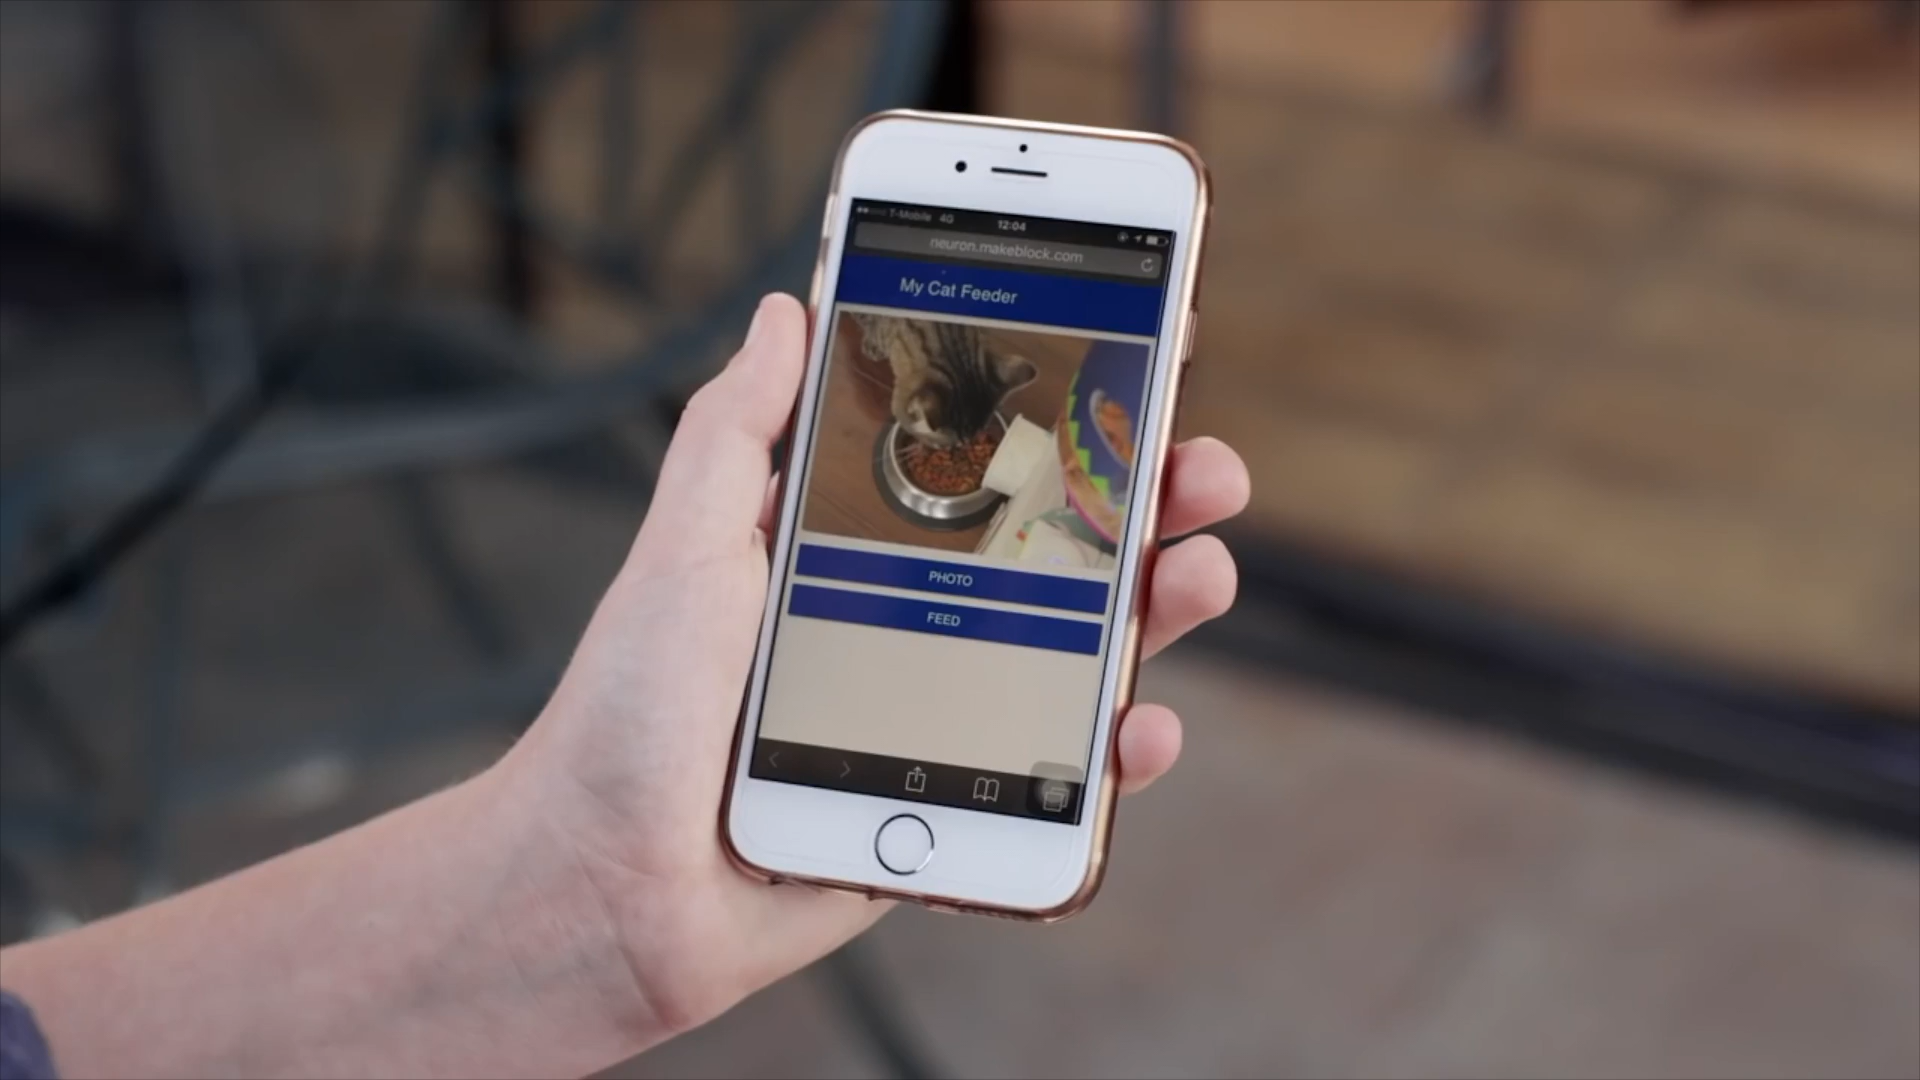 T-Mobile 4G 12:04
neuron.makeblock.com
My Cat Feeder
PHOTO
FEED